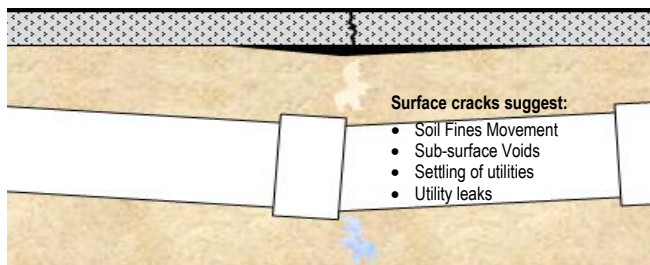 Surface cracks suggest:
• Soil Fines Movement
• Sub-surface Voids
• Settling of utilities
• Utility leaks